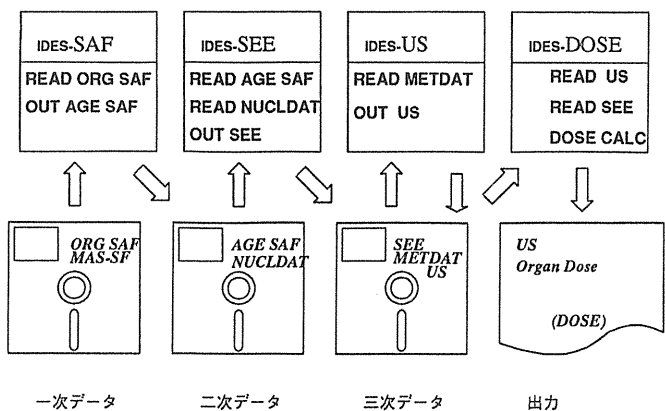 IDES-SAF
READ ORG SAF
OUT AGE SAF
IDES-SEE
READ AGE SAF
READ NUCLDAT
OUT SEE
IDES-US
READ METDAT
OUT US
IDES-DOSE
READ US
READ SEE
DOSE CALC
ORG SAF
MAS-SF
AGE SAF
NUCLDAT
SEE
METDAT
US
US
Organ Dose
(DOSE)
一次データ
二次データ
三次データ
出力